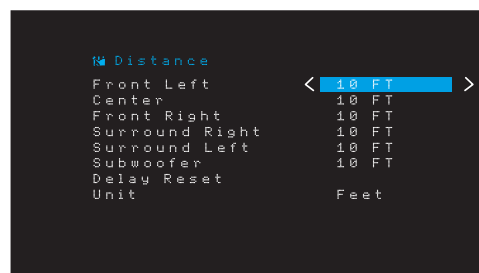 Distance
Front Left < 10 FT >
Center 10 FT
Front Right 10 FT
Surround Right 10 FT
Surround Left 10 FT
Subwoofer 10 FT
Delay Reset
Unit Feet